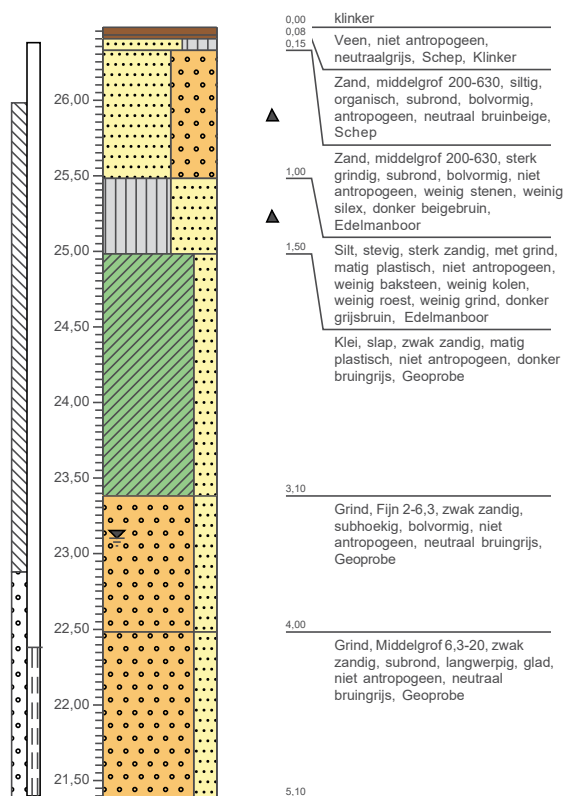 0,00
klinker
0,08
Veen, niet antropogeen,
neutraalgrijs, Schep, Klinker
0,15
Zand, middelgrof 200-630, siltig,
organisch, subrond, bolvormig,
antropogeen, neutraal bruinbeige,
Schep
26,00
Zand, middelgrof 200-630, sterk
grindig, subrond, bolvormig, niet
antropogeen, weinig stenen, weinig
silex, donker beigebruin,
Edelmanboor
25,50
1,00
Silt, stevig, sterk zandig, met grind,
matig plastisch, niet antropogeen,
weinig baksteen, weinig kolen,
weinig roest, weinig grind, donker
grijsbruin, Edelmanboor
25,00
1,50
Klei, slap, zwak zandig, matig
plastisch, niet antropogeen, donker
bruingrijs, Geoprobe
24,50
24,00
23,50
3,10
Grind, Fijn 2-6,3, zwak zandig,
subhoekig, bolvormig, niet
antropogeen, neutraal bruingrijs,
Geoprobe
23,00
22,50
4,00
Grind, Middelgrof 6,3-20, zwak
zandig, subrond, langwerpig, glad,
niet antropogeen, neutraal
bruingrijs, Geoprobe
22,00
21,50
5,10